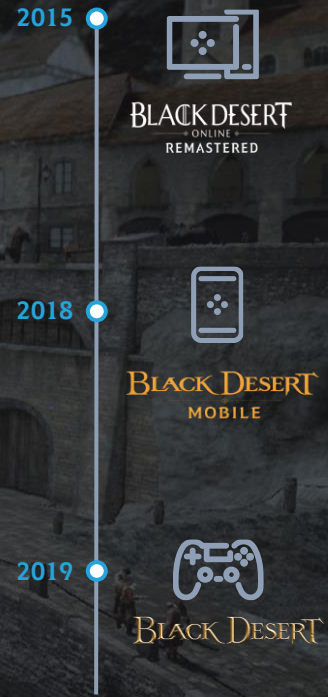 2015
BLACK DESERT
ONLINE
REMASTERED
2018
BLACK DESERT
MOBILE
2019
BLACK DESERT